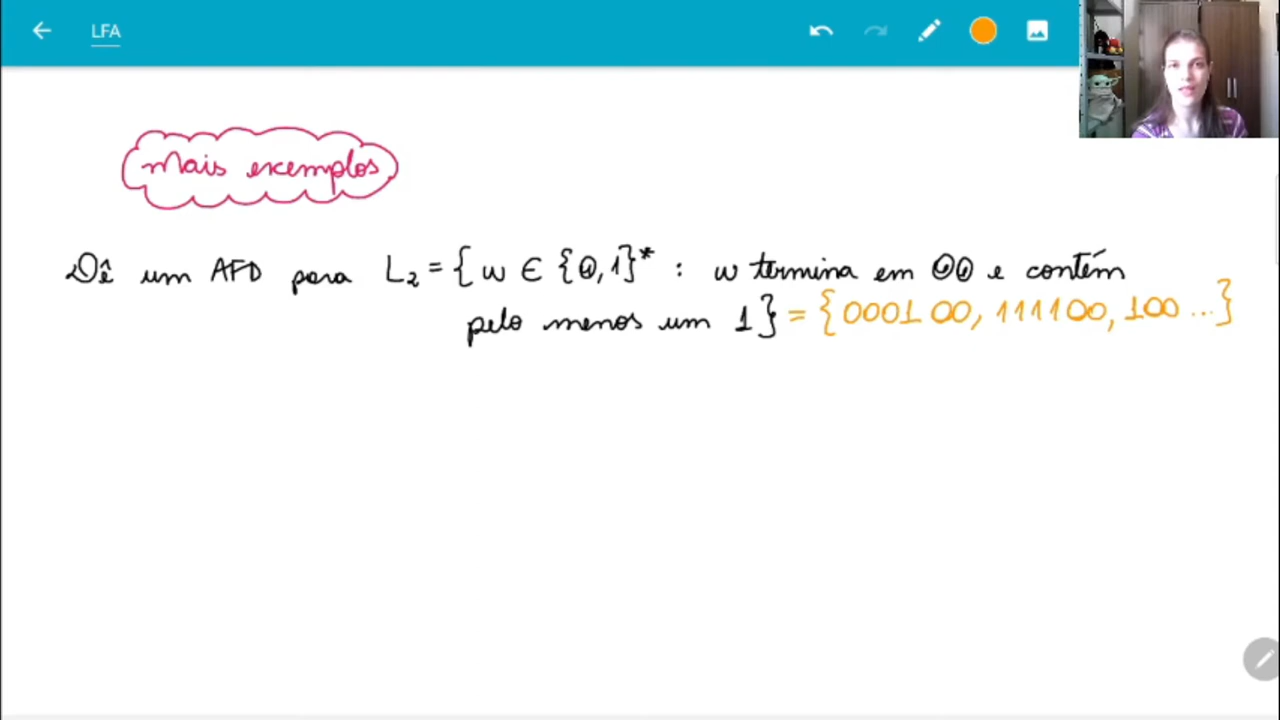 LFA
Mais exemplos
Dê um AFD para L₂ = { w ∈ {0,1}* : w termina em 00 e contém
pelo menos um 1} = {000100, 111100, 100 ...}